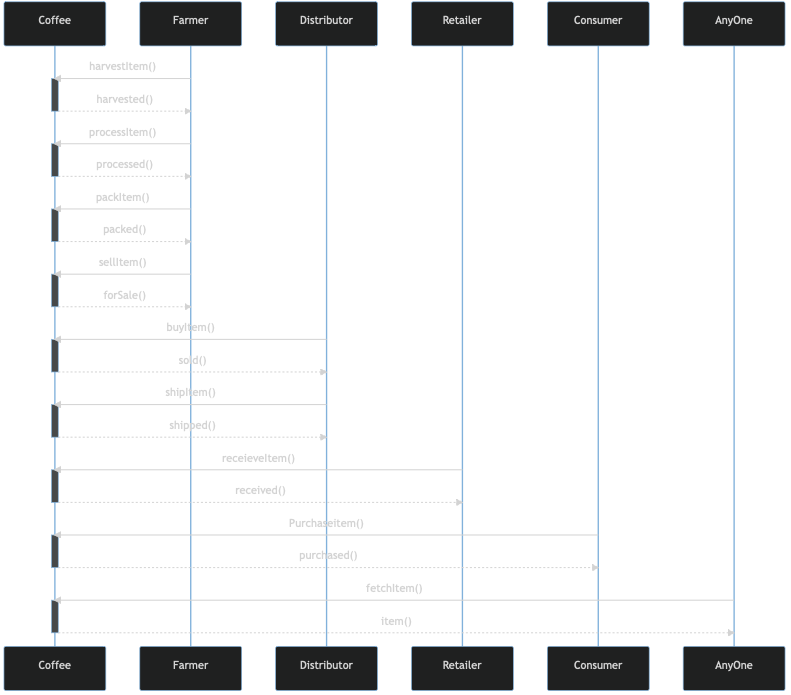 Coffee Farmer Distributor Retailer Consumer AnyOne
harvestItem()
harvested()
processItem()
processed()
packItem()
packed()
sellItem()
forSale()
buyItem()
sold()
shipItem()
shipped()
receieveItem()
received()
Purchaseitem()
purchased()
fetchItem()
item()
Coffee Farmer Distributor Retailer Consumer AnyOne